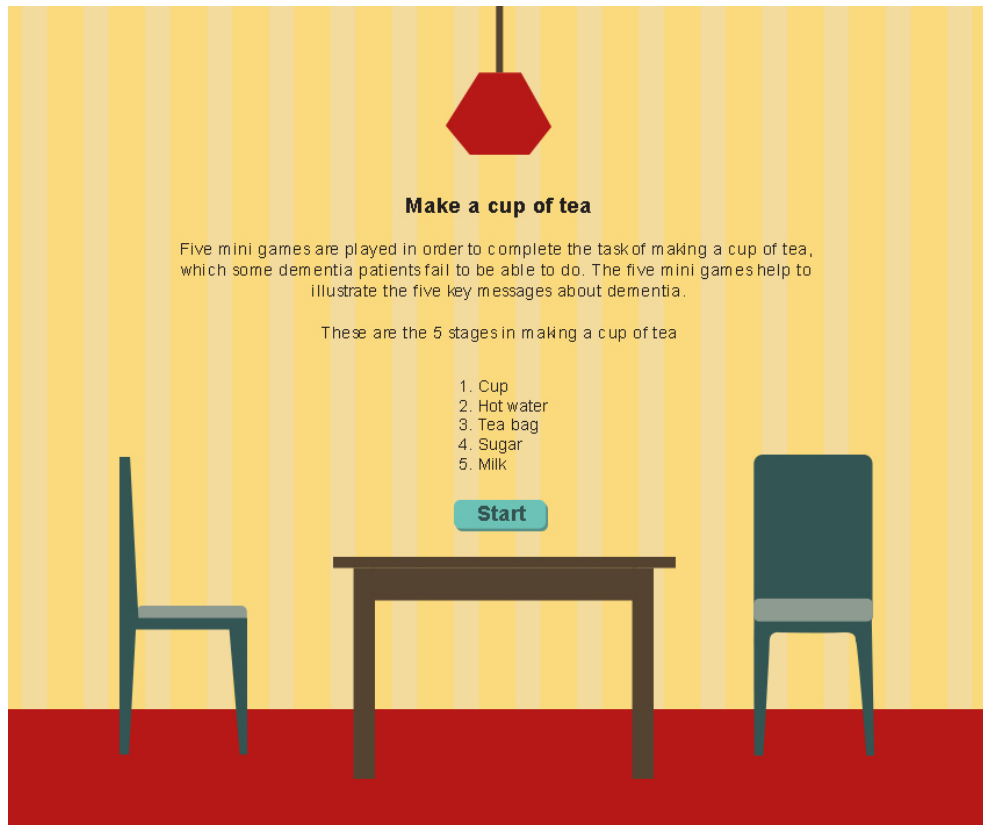 Make a cup of tea
Five mini games are played in order to complete the task of making a cup of tea,
which some dementia patients fail to be able to do. The five mini games help to
illustrate the five key messages about dementia.
These are the 5 stages in making a cup of tea
1. Cup
2. Hot water
3. Tea bag
4. Sugar
5. Milk
Start